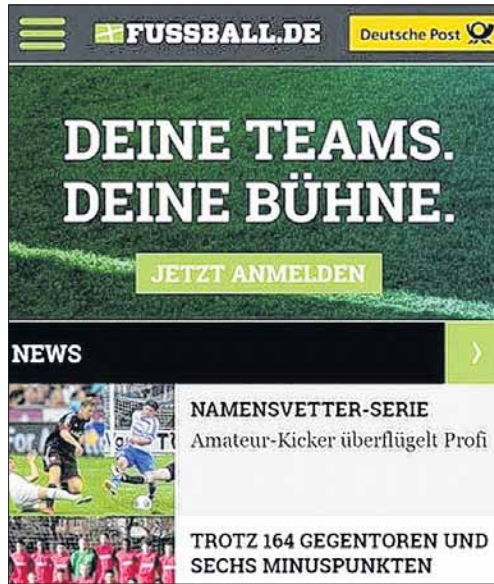 FUSSBALL.DE
Deutsche Post
DEINE TEAMS.
DEINE BÜHNE.
JETZT ANMELDEN
NEWS
NAMENSVETTER-SERIE
Amateur-Kicker überflügelt Profi
TROTZ 164 GEGENTOREN UND
SECHS MINUSPUNKTEN